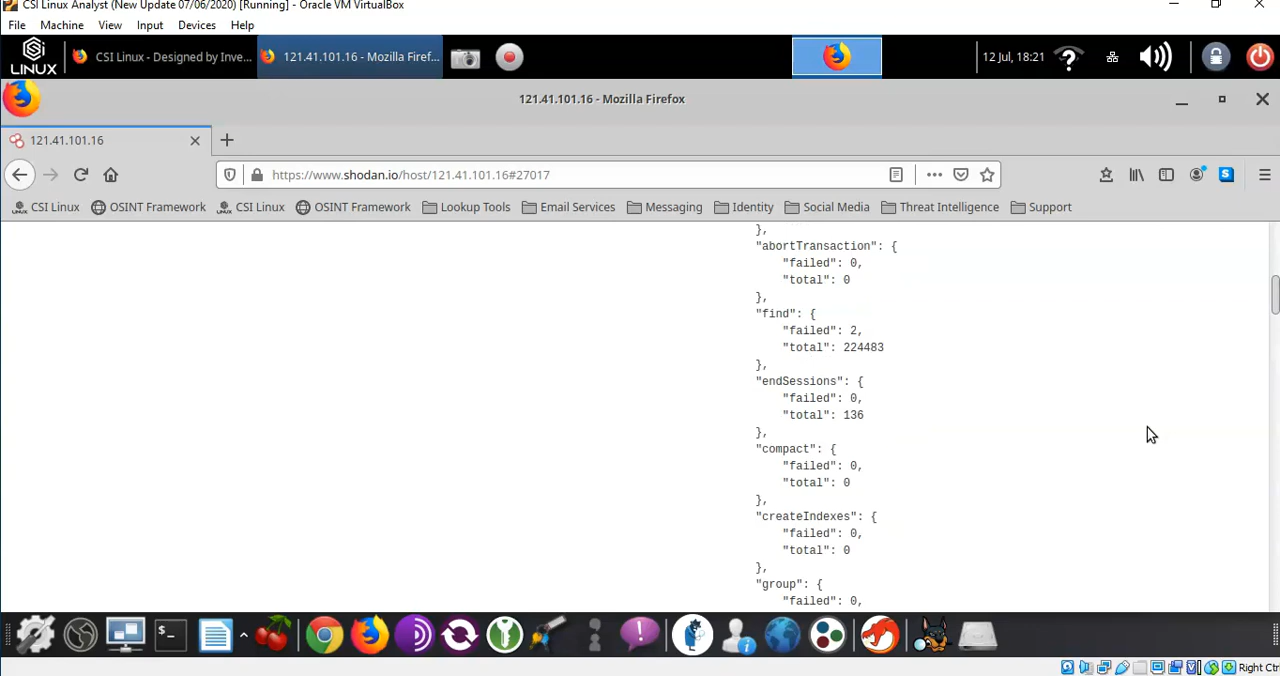 CSI Linux Analyst (New Update 07/06/2020) [Running] - Oracle VM VirtualBox
File Machine View Input Devices Help
LINUX CSI Linux - Designed by Inve... 121.41.101.16 - Mozilla Firef... 12 Jul, 18:21
121.41.101.16 - Mozilla Firefox
121.41.101.16
https://www.shodan.io/host/121.41.101.16#27017
CSI Linux OSINT Framework CSI Linux OSINT Framework Lookup Tools Email Services Messaging Identity Social Media Threat Intelligence Support
},
"abortTransaction": {
"failed": 0,
"total": 0
},
"find": {
"failed": 2,
"total": 224483
},
"endSessions": {
"failed": 0,
"total": 136
},
"compact": {
"failed": 0,
"total": 0
},
"createIndexes": {
"failed": 0,
"total": 0
},
"group": {
"failed": 0,
Right Ctr